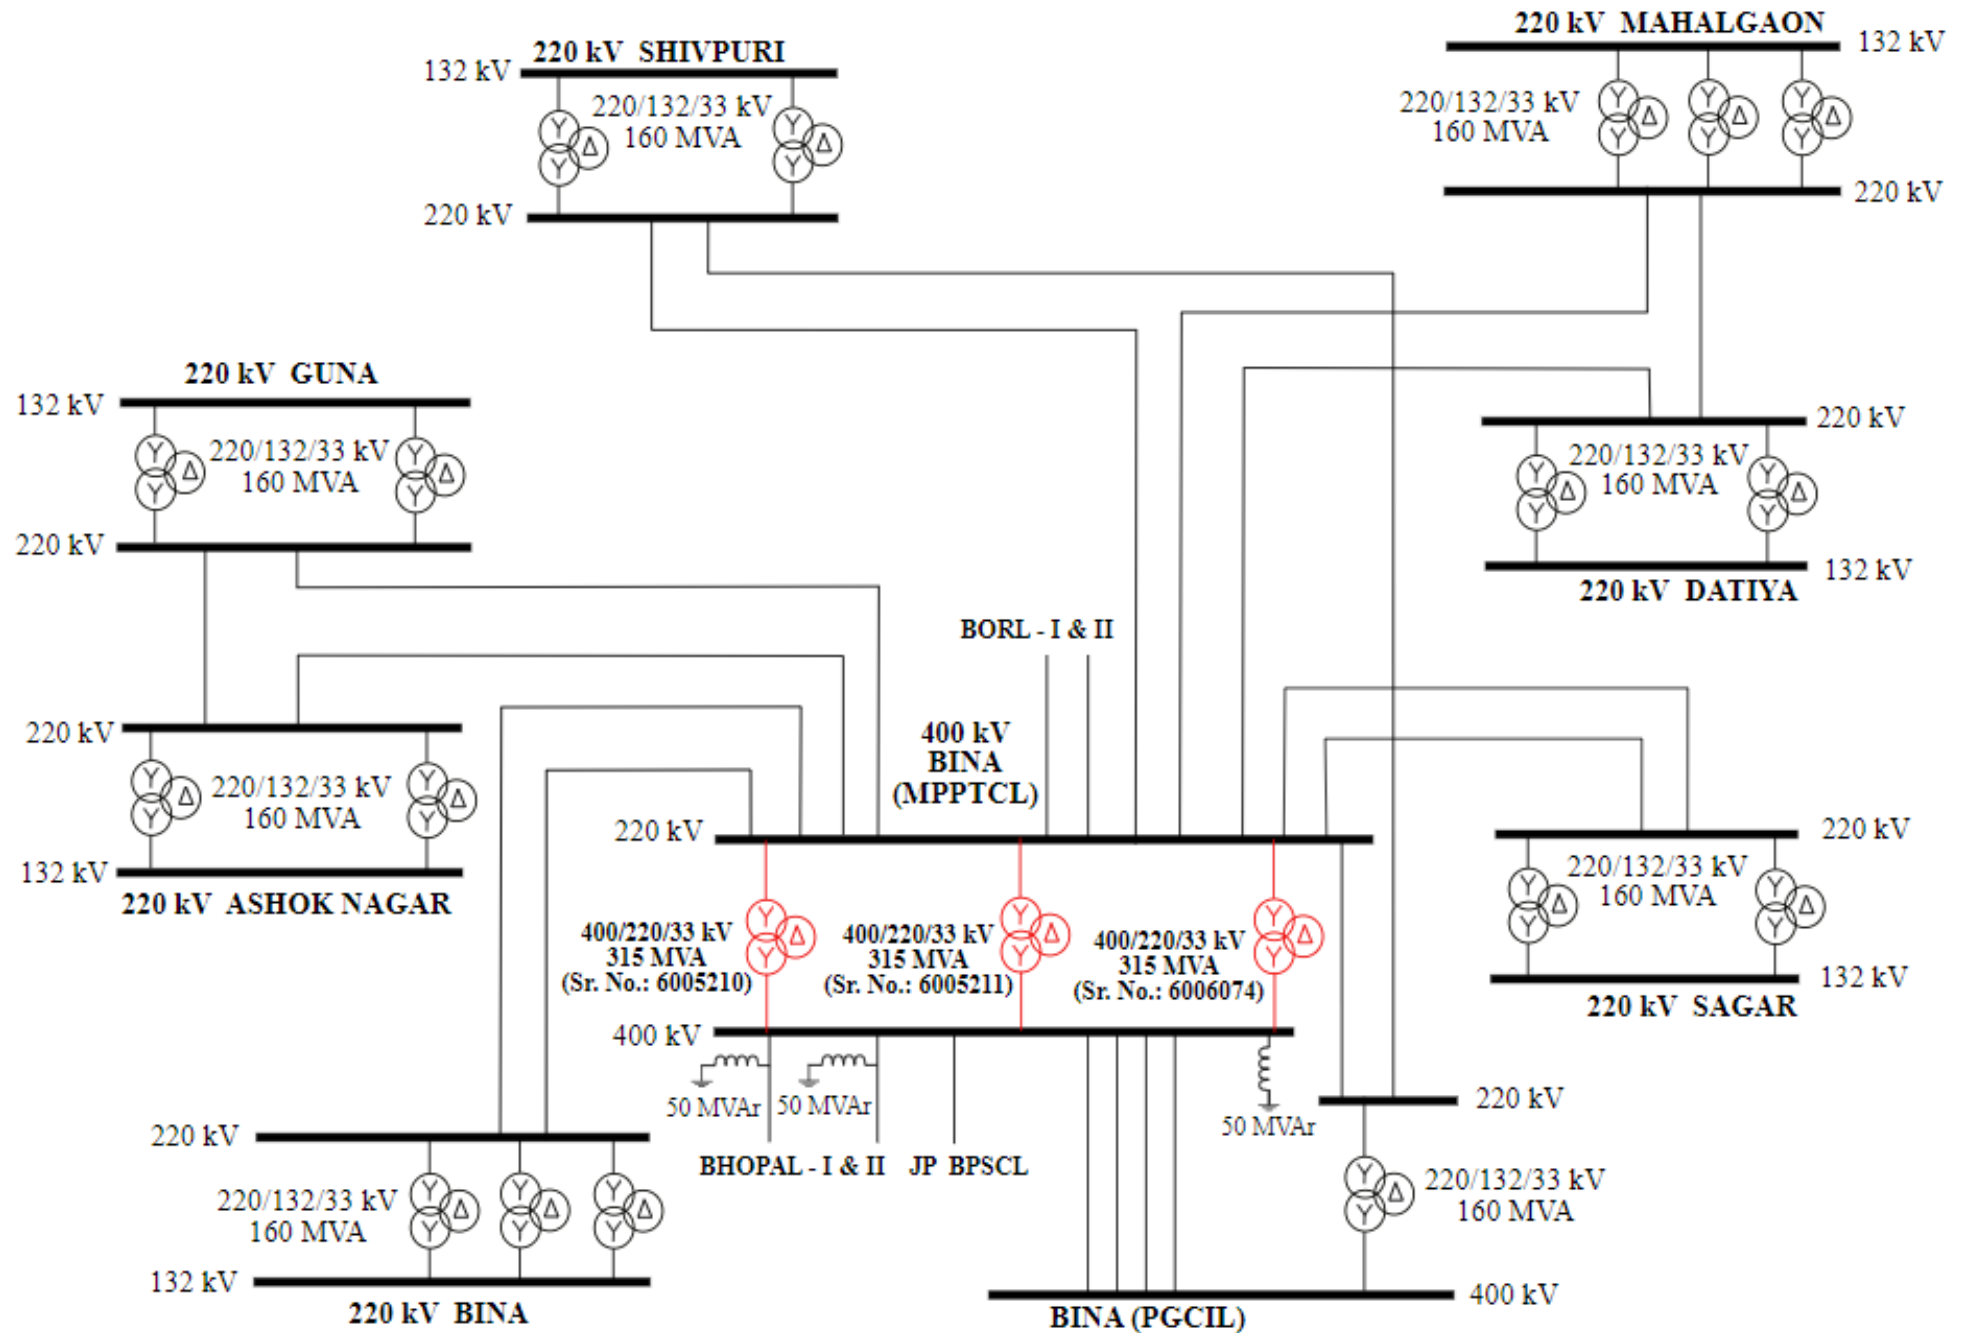 220 kV MAHALGAON
132 kV
220/132/33 kV
160 MVA
Y
Y
Δ
Y
Y
Δ
Y
Y
Δ
220 kV
220 kV SHIVPURI
132 kV
220/132/33 kV
160 MVA
Y
Y
Δ
Y
Y
Δ
220 kV
220 kV GUNA
132 kV
220/132/33 kV
160 MVA
Y
Y
Δ
Y
Y
Δ
220 kV
220 kV
220/132/33 kV
160 MVA
Y
Y
Δ
Y
Y
Δ
132 kV
220 kV DATIYA
BORL - I & II
220 kV
220/132/33 kV
160 MVA
Y
Y
Δ
Y
Y
Δ
132 kV
220 kV ASHOK NAGAR
400 kV
BINA
(MPPTCL)
220 kV
400/220/33 kV
315 MVA
(Sr. No.: 6005210)
Y
Y
Δ
400/220/33 kV
315 MVA
(Sr. No.: 6005211)
Y
Y
Δ
400/220/33 kV
315 MVA
(Sr. No.: 6006074)
Y
Y
Δ
400 kV
220 kV
220/132/33 kV
160 MVA
Y
Y
Δ
Y
Y
Δ
132 kV
220 kV SAGAR
50 MVAr
50 MVAr
50 MVAr
BHOPAL - I & II
JP BPSCL
220 kV
220/132/33 kV
160 MVA
Y
Y
Δ
Y
Y
Δ
Y
Y
Δ
132 kV
220 kV BINA
220 kV
220/132/33 kV
160 MVA
Y
Y
Δ
400 kV
BINA (PGCIL)